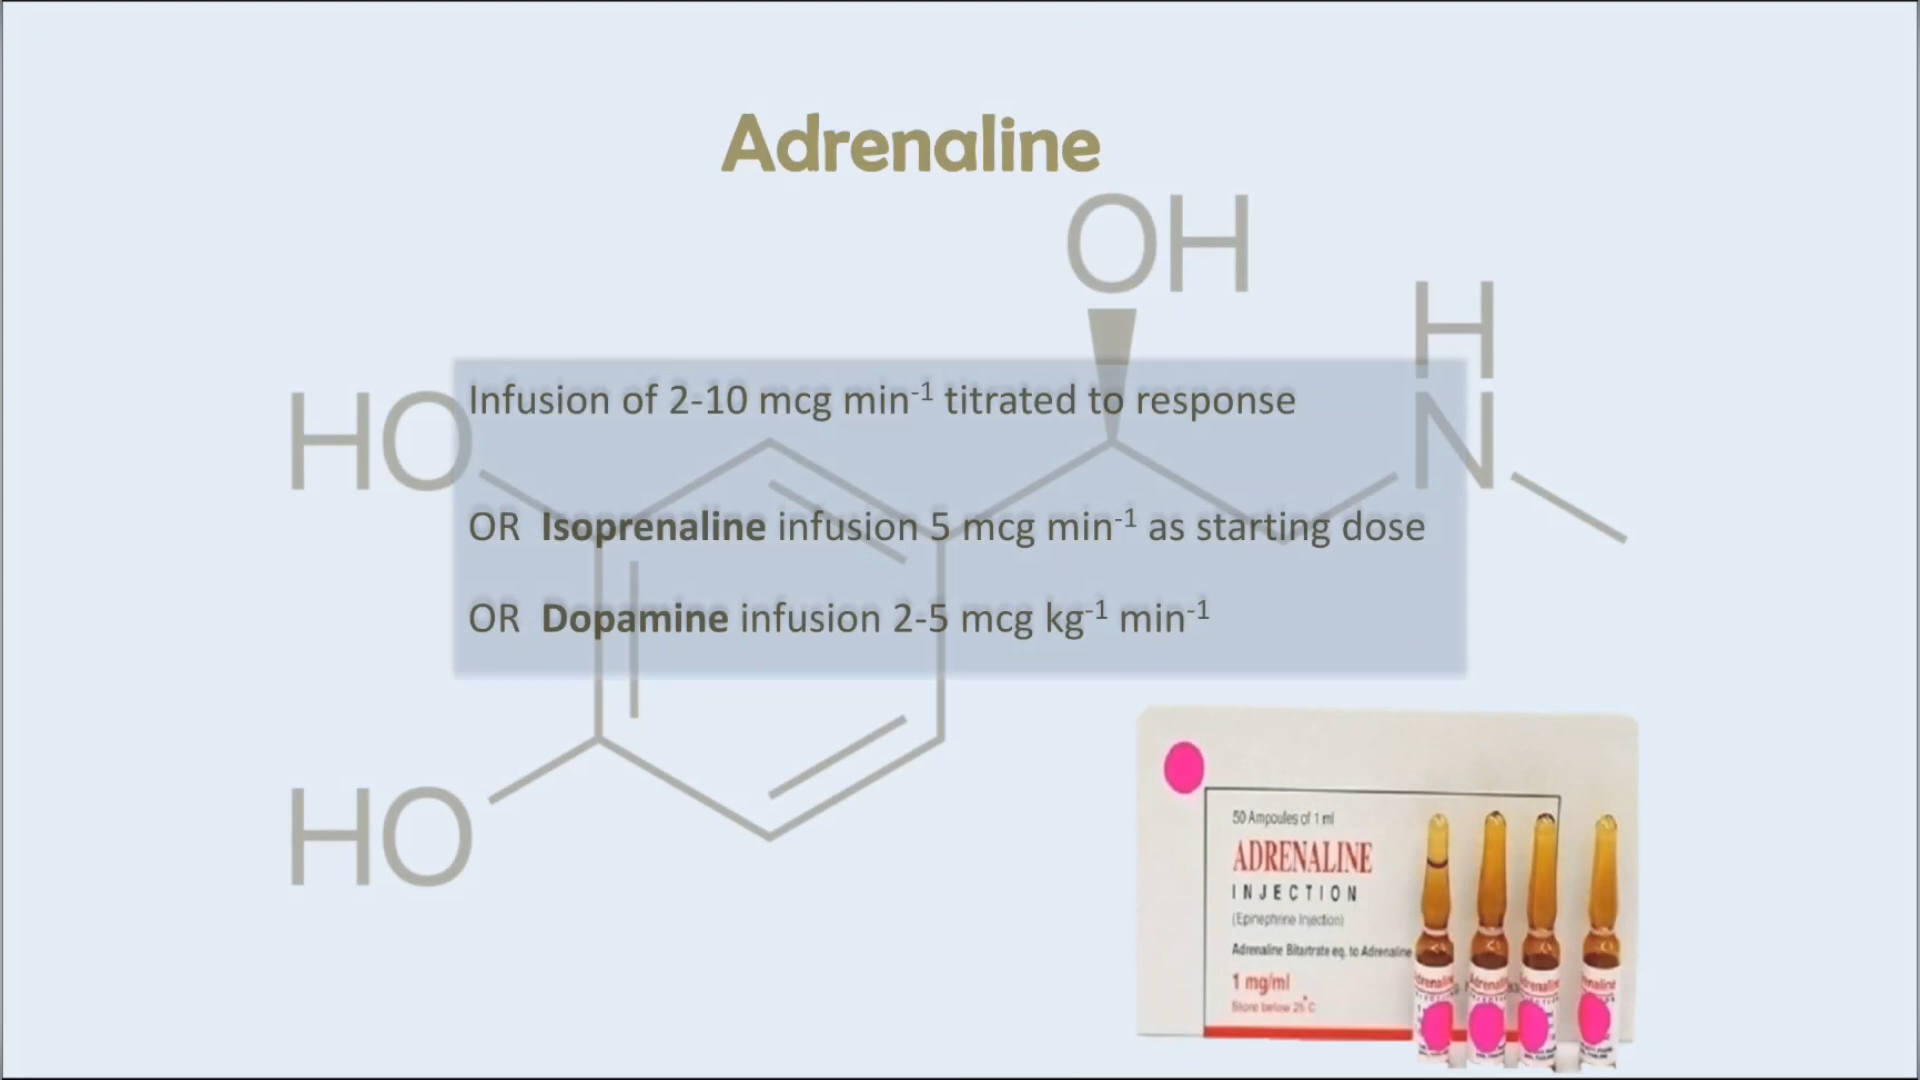 Adrenaline
OH
H
N
HO
HO
Infusion of 2-10 mcg min⁻¹ titrated to response
OR Isoprenaline infusion 5 mcg min⁻¹ as starting dose
OR Dopamine infusion 2-5 mcg kg⁻¹ min⁻¹
50 Ampoules of 1 ml
ADRENALINE
INJECTION
(Epinephrine Injection)
Adrenaline Bitartrate eq. to Adrenaline
1 mg/ml
Store below 25°C